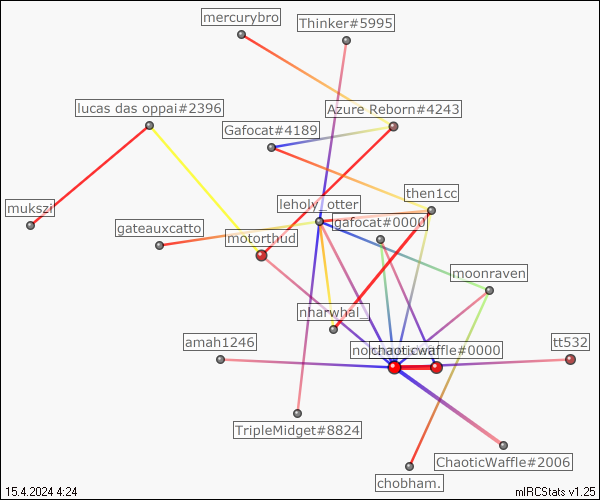 mercurybro
Thinker#5995
lucas das oppai#2396
Azure Reborn#4243
Gafocat#4189
then1cc
leholy_otter
mukszi
gafocat#0000
gateauxcatto
motorthud
moonraven
nharwhal_
amah1246
chaoticwaffle#0000
tt532
TripleMidget#8824
ChaoticWaffle#2006
chobham.
15.4.2024 4:24
mIRCStats v1.25